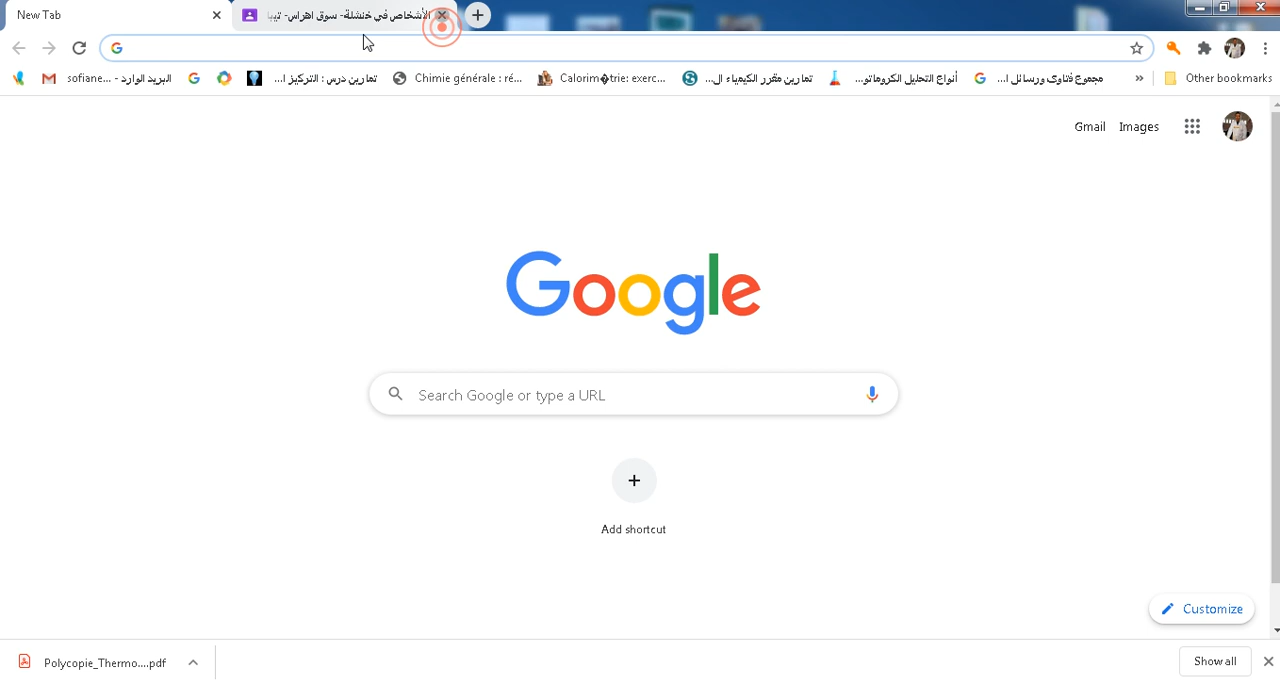 New Tab
الأشخاص في خنشلة- سوق اهراس- تيبا
sofiane...
البريد الوارد -
تمارين درس : التركيز ا...
Chimie générale : ré...
Calorim�trie: exerc...
تمارين مقرر الكيمياء ال...
أنواع التحليل الكروماتو...
مجموع فتاوى ورسائل ا...
»
Other bookmarks
Gmail
Images
Google
Search Google or type a URL
Add shortcut
Customize
Polycopie_Thermo....pdf
Show all